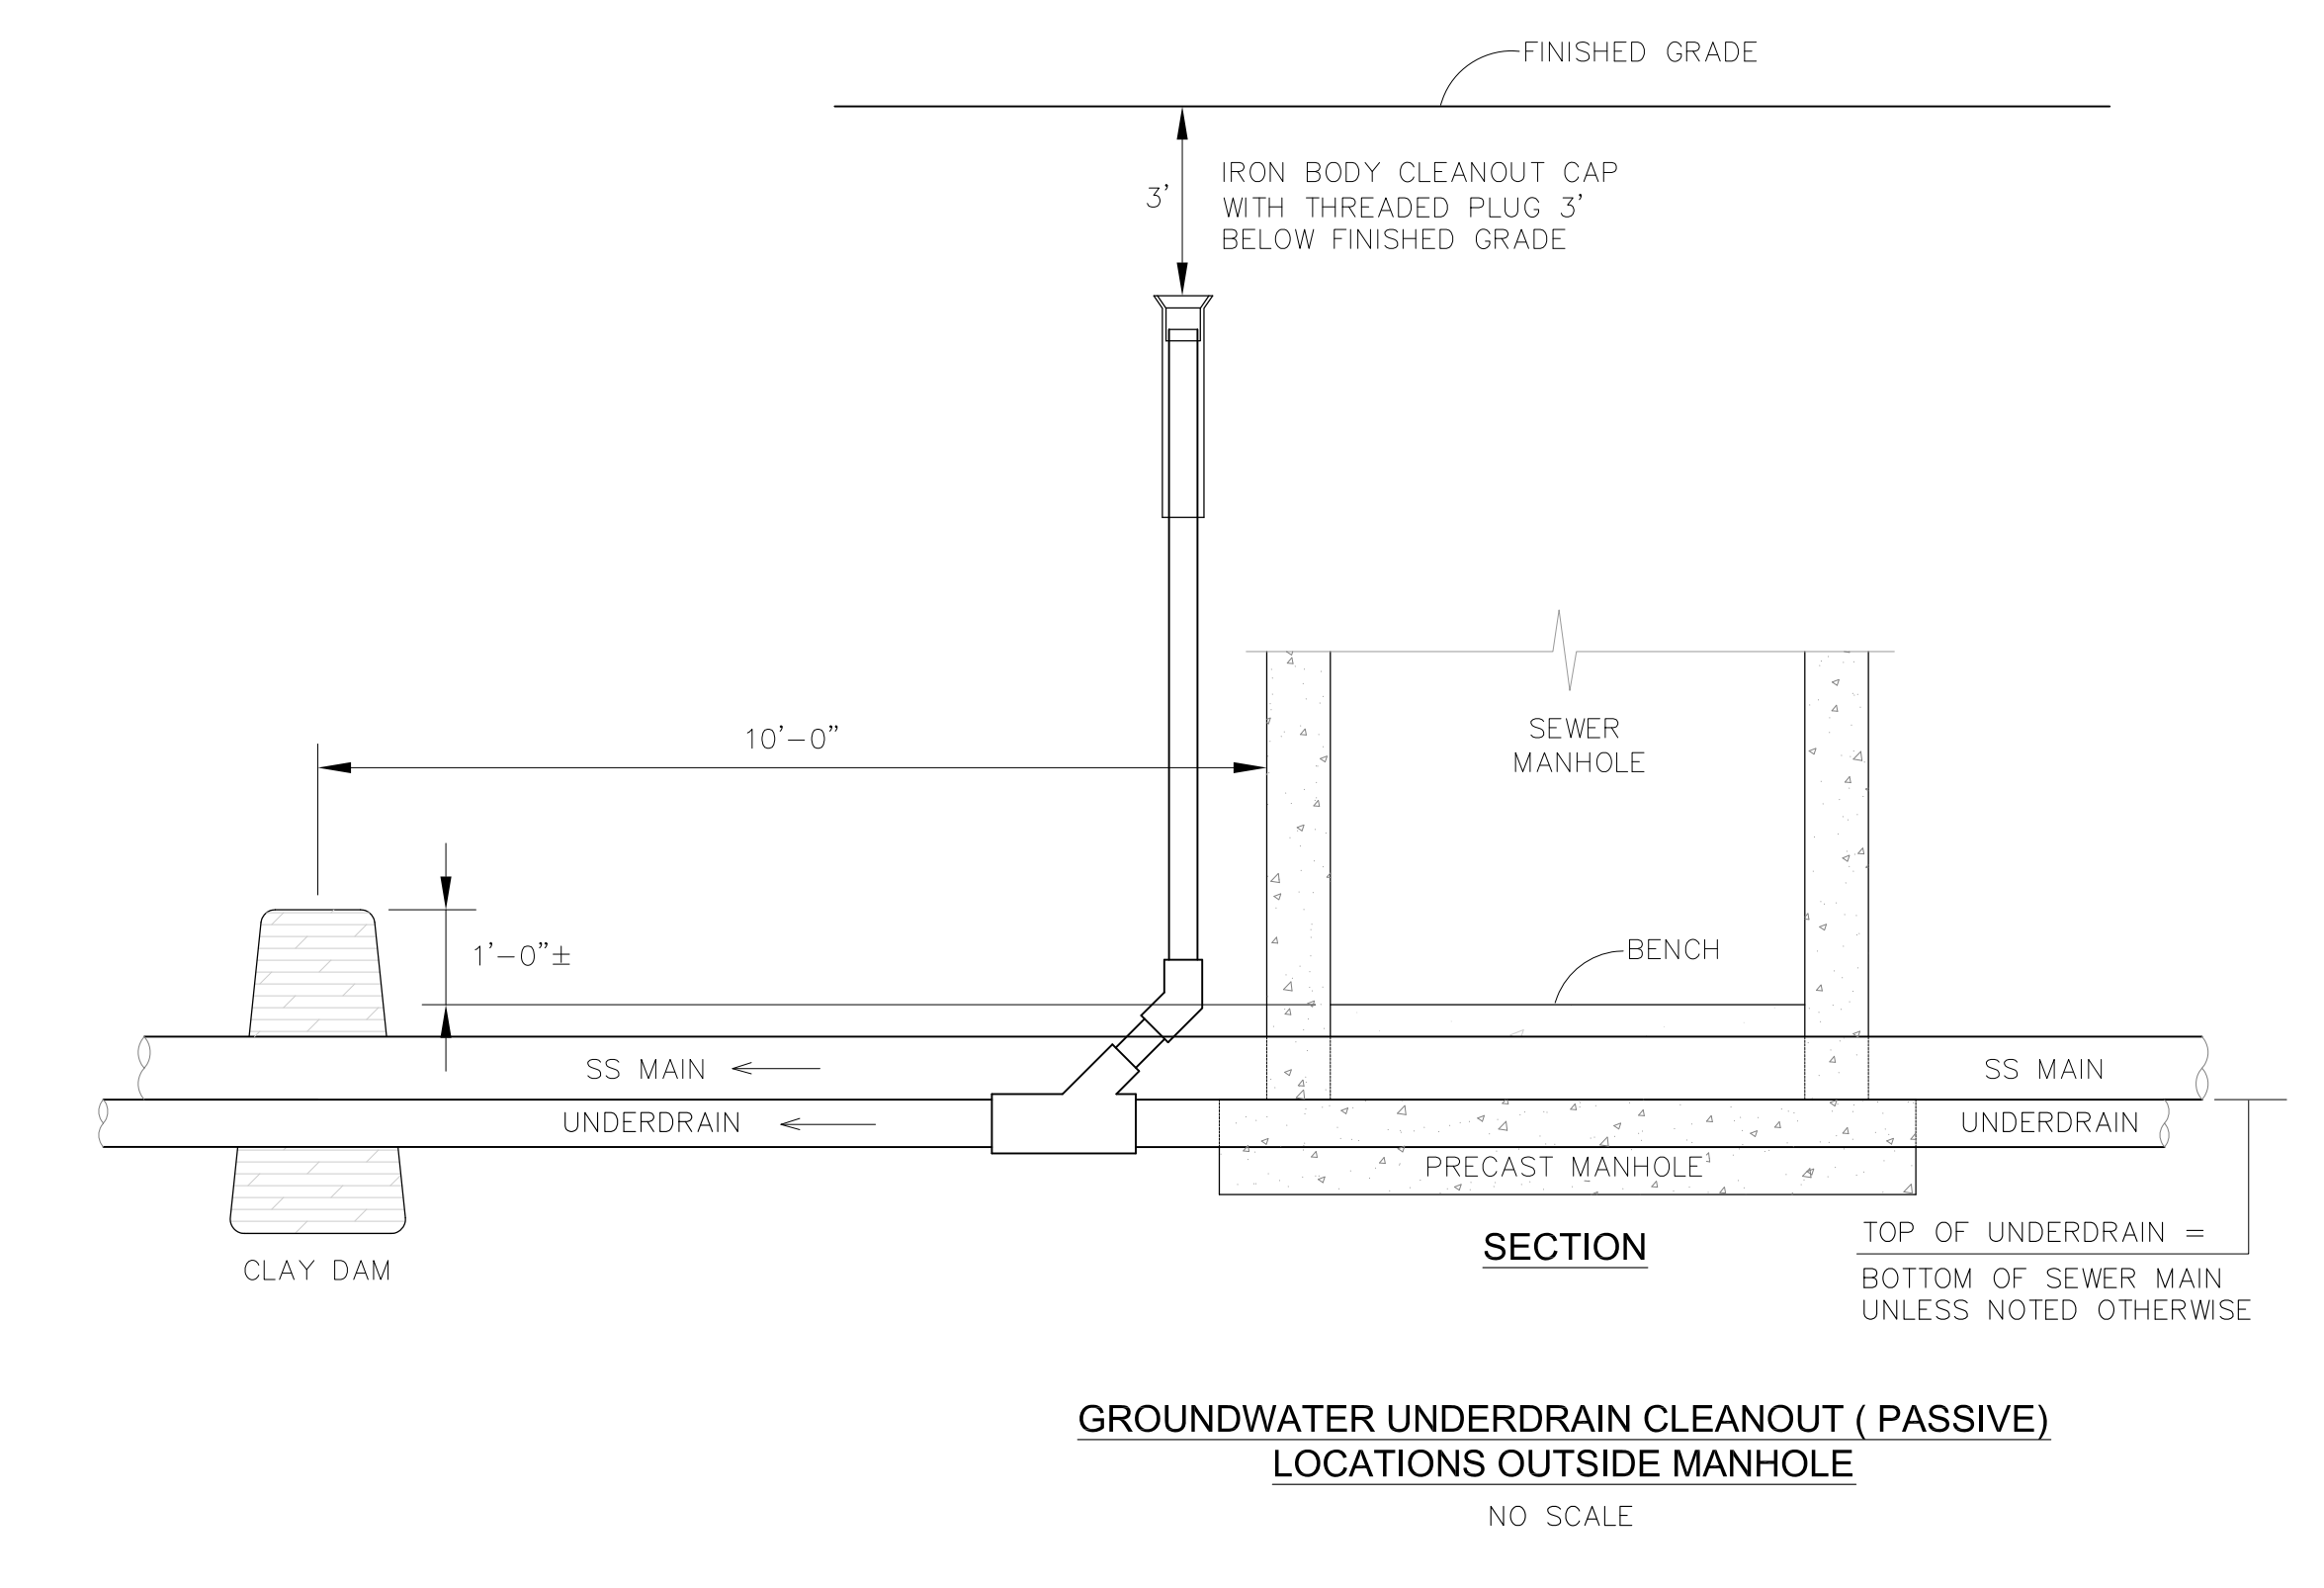 FINISHED GRADE
3'
IRON BODY CLEANOUT CAP
WITH THREADED PLUG 3'
BELOW FINISHED GRADE
10'-0"
SEWER
MANHOLE
1'-0"±
BENCH
SS MAIN
SS MAIN
UNDERDRAIN
UNDERDRAIN
PRECAST MANHOLE
CLAY DAM
SECTION
TOP OF UNDERDRAIN =
BOTTOM OF SEWER MAIN
UNLESS NOTED OTHERWISE
GROUNDWATER UNDERDRAIN CLEANOUT ( PASSIVE)
LOCATIONS OUTSIDE MANHOLE
NO SCALE